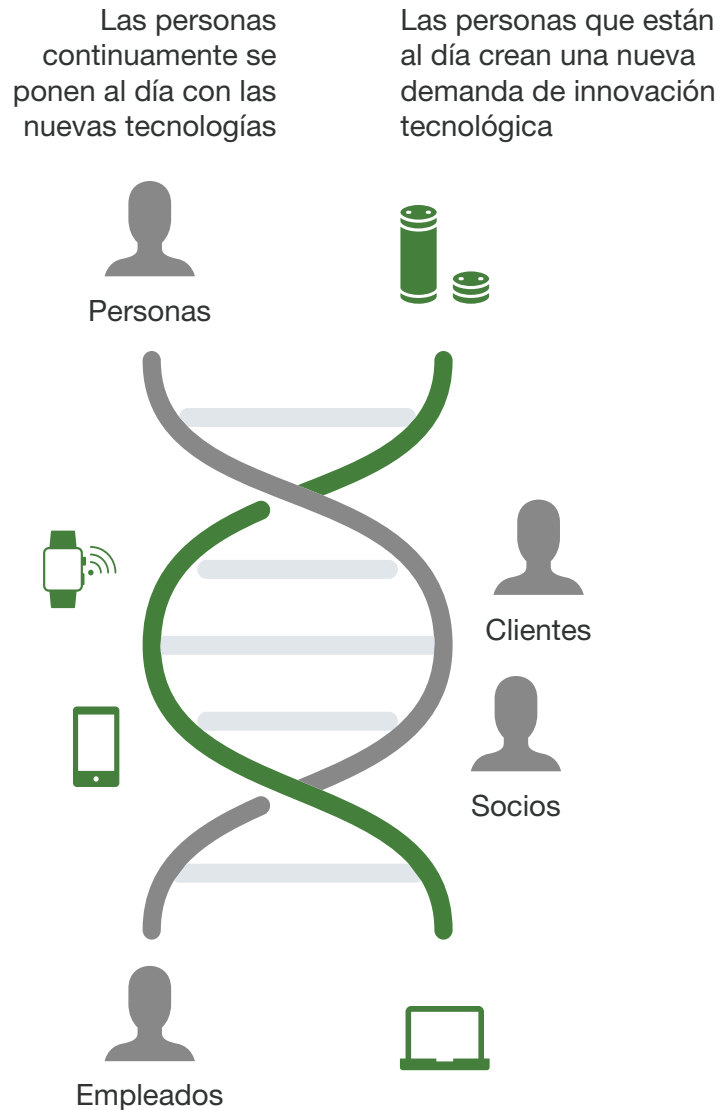 Las personas
continuamente se
ponen al día con las
nuevas tecnologías
Las personas que están
al día crean una nueva
demanda de innovación
tecnológica
Personas
Clientes
Socios
Empleados